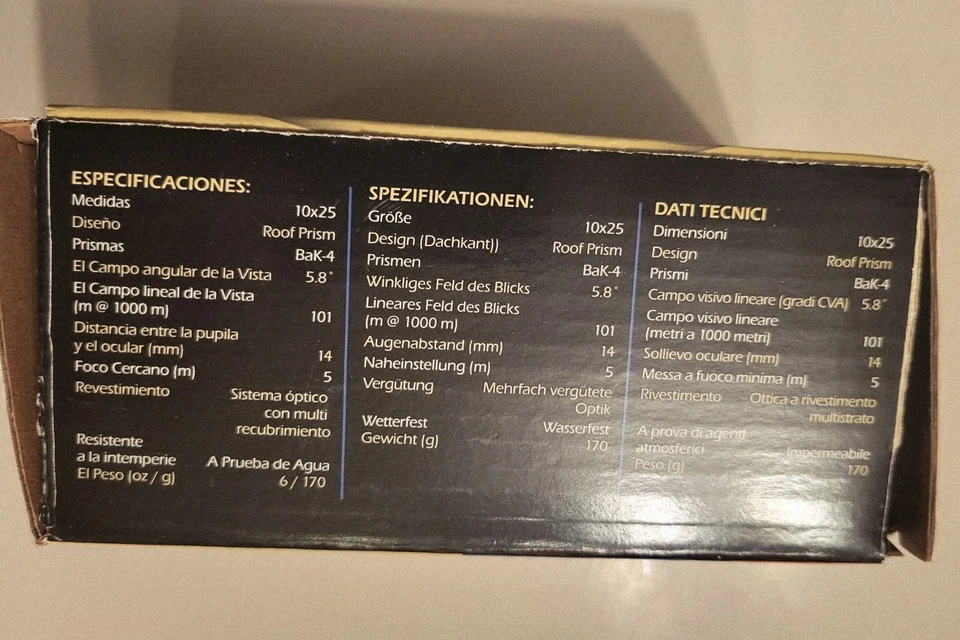 ESPECIFICACIONES:
Medidas 10x25
Diseño Roof Prism
Prismas BaK-4
El Campo angular de la Vista 5.8°
El Campo lineal de la Vista
(m @ 1000 m) 101
Distancia entre la pupila
y el ocular (mm) 14
Foco Cercano (m) 5
Revestimiento Sistema óptico
con multi
recubrimiento
Resistente
a la intemperie A Prueba de Agua
El Peso (oz / g) 6 / 170
SPEZIFIKATIONEN:
Größe 10x25
Design (Dachkant)) Roof Prism
Prismen BaK-4
Winkliges Feld des Blicks 5.8°
Lineares Feld des Blicks
(m @ 1000 m) 101
Augenabstand (mm) 14
Naheinstellung (m) 5
Vergütung Mehrfach vergütete
Optik
Wetterfest Wasserfest
Gewicht (g) 170
DATI TECNICI
Dimensioni 10x25
Design Roof Prism
Prismi BaK-4
Campo visivo lineare (gradi CVA) 5.8°
Campo visivo lineare
(metri a 1000 metri) 101
Sollievo oculare (mm) 14
Messa a fuoco minima (m) 5
Rivestimento Ottica a rivestimento
multistrato
A prova di agenti
atmosferici Impermeabile
Peso (g) 170